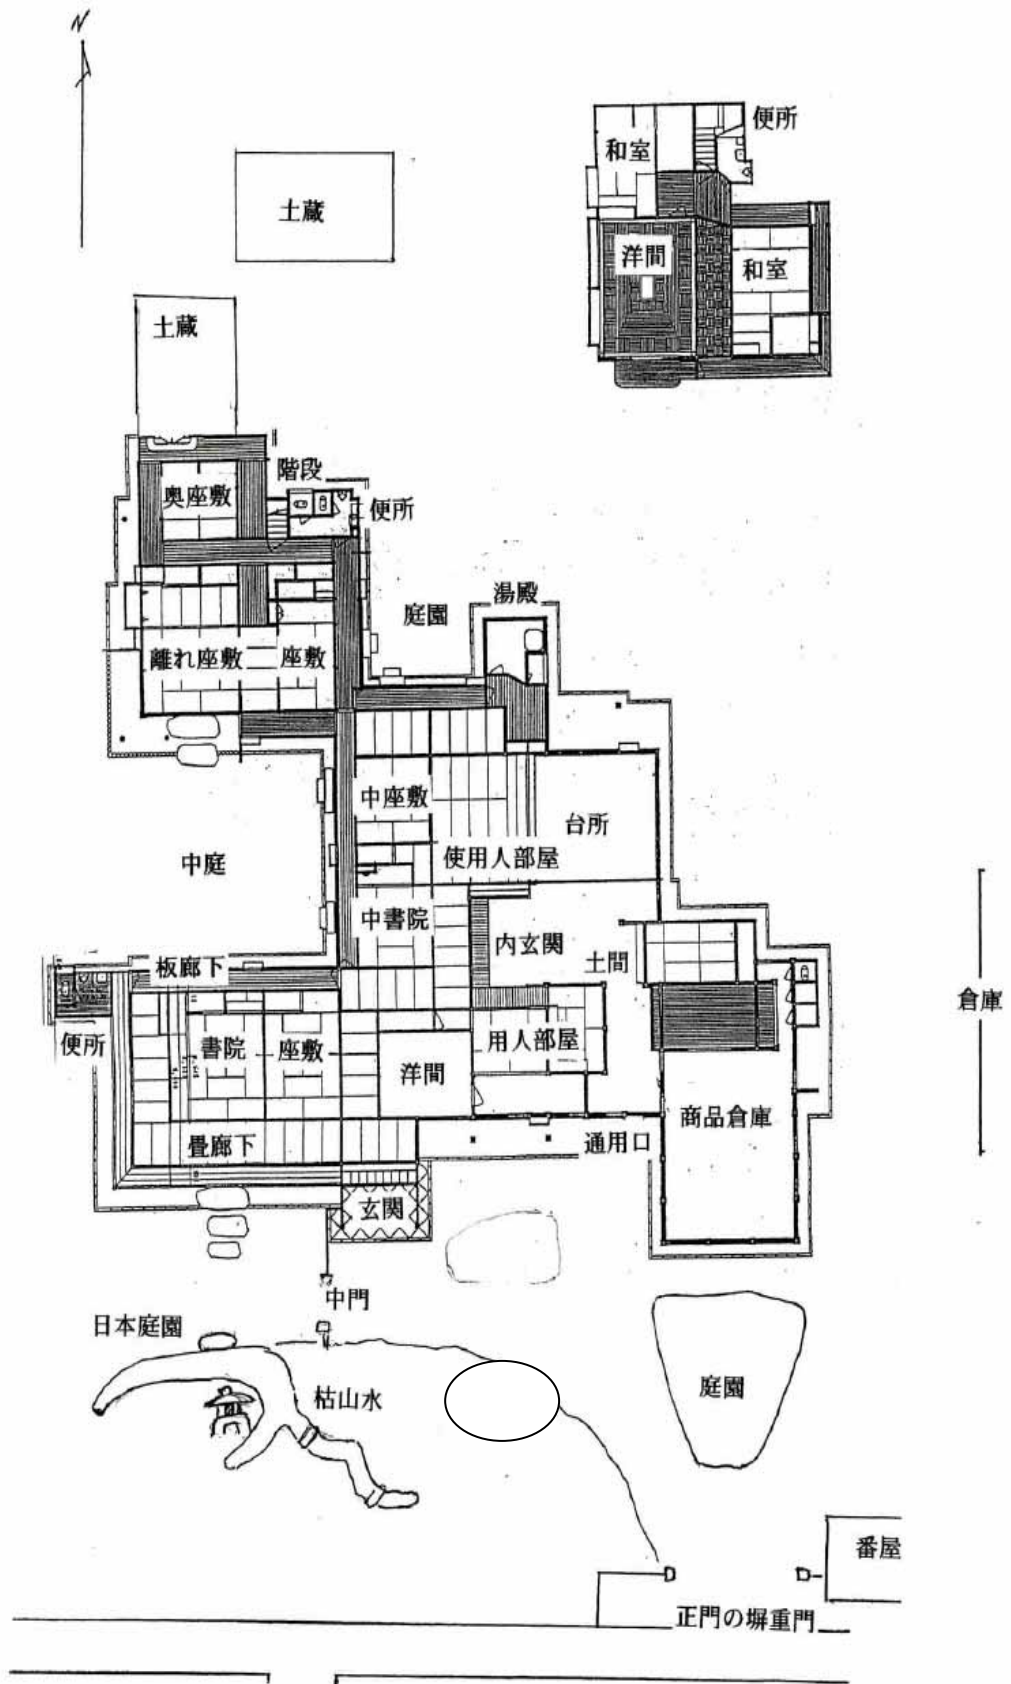 N
便所
和室
土蔵
洋間
和室
土蔵
階段
奥座敷
便所
湯殿
庭園
離れ座敷
座敷
中座敷
台所
使用人部屋
中庭
中書院
内玄関
土間
板廊下
倉庫
便所
書院
座敷
用人部屋
洋間
商品倉庫
畳廊下
通用口
玄関
中門
日本庭園
枯山水
庭園
番屋
正門の塀重門